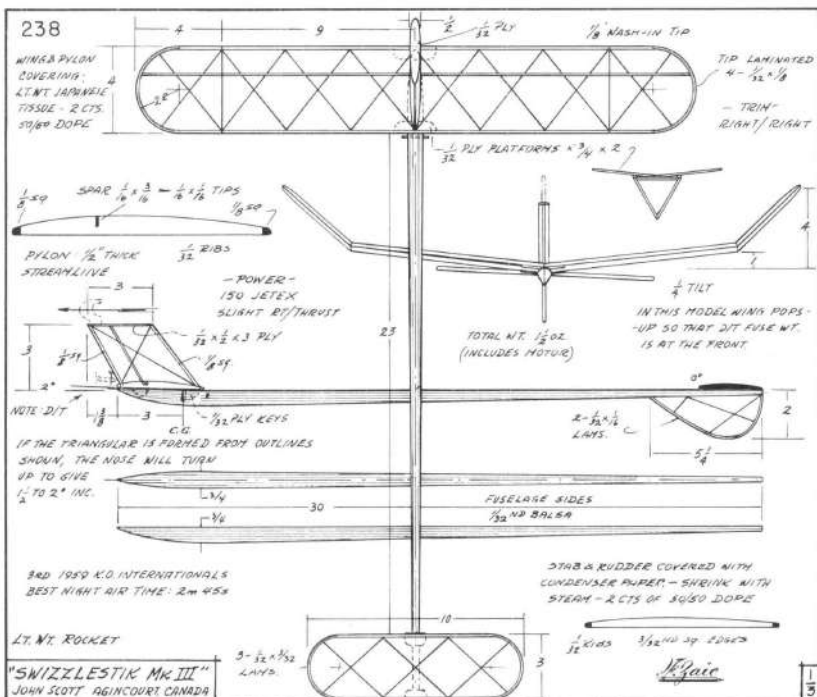 238
4
9
1/2
1/32 PLY
7/8" WASH-IN TIP
WING & PYLON
COVERING:
LT. WT. JAPANESE
TISSUE - 2 CTS.
50/50 DOPE
4
2R
TIP LAMINATED
4 - 1/32 x 1/8
- TRIM -
RIGHT/RIGHT
1/32 PLY PLATFORMS x 3/4 x 2
1/8 SQ
SPAR 1/16 x 3/16 - 1/16 x 1/16 TIPS
1/8 SQ
PYLON: 1/2" THICK
STREAMLINE
1/32 RIBS
4
1
1/4 TILT
- POWER -
150 JETEX
SLIGHT RT/THRUST
3
1/32 x 1/2 x 3 PLY
3
1/8 SQ.
1/8 SQ.
2°
23
TOTAL WT. 1 1/2 OZ
(INCLUDES MOTOR)
IN THIS MODEL WING POPS-
-UP SO THAT D/T FUSE WT.
IS AT THE FRONT
0°
NOTE: D/T
1 3/8
3
C.G.
1/32 PLY KEYS
2 - 1/32 x 1/16
LAMS.
2
5 1/4
IF THE TRIANGULAR IS FORMED FROM OUTLINES
SHOWN, THE NOSE WILL TURN
UP TO GIVE
1 1/2 TO 2° INC.
3/4
30
FUSELAGE SIDES
1/32 ND BALSA
3/4
3RD 1959 K.O. INTERNATIONALS
BEST NIGHT AIR TIME: 2m 45s
STAB & RUDDER COVERED WITH
CONDENSER PAPER. - SHRINK WITH
STEAM - 2 CTS OF 50/50 DOPE
10
LT. WT. ROCKET
3 - 1/32 x 3/32
LAMS.
3
1/32 RIBS
3/32 ND SQ. EDGES
"SWIZZLESTIK MK III"
JOHN SCOTT AGINCOURT, CANADA
F. Zaic
1/3